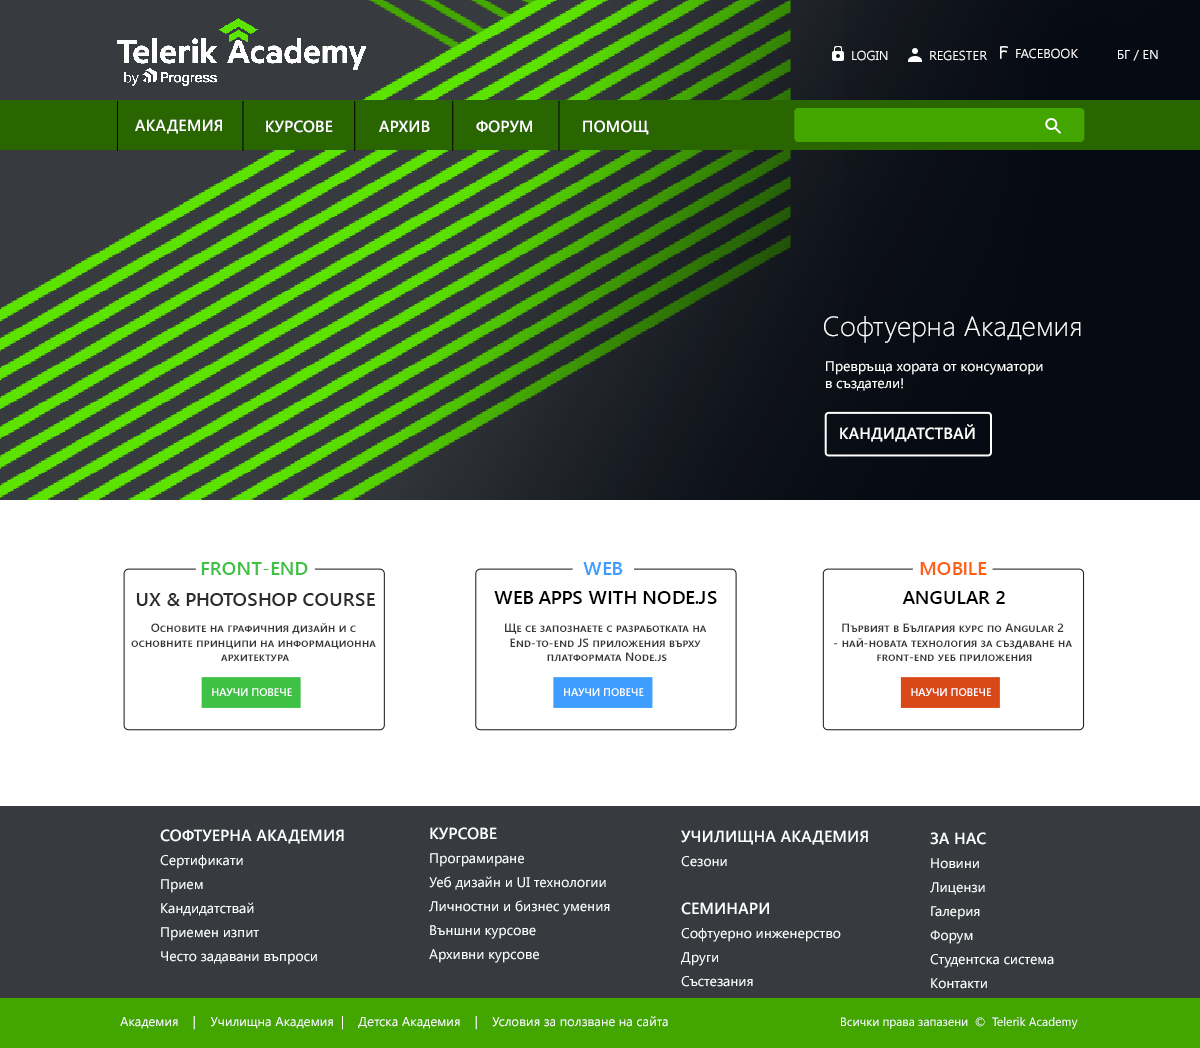 Telerik Academy
by Progress
LOGIN
REGESTER
F FACEBOOK
БГ / EN
АКАДЕМИЯ
КУРСОВЕ
АРХИВ
ФОРУМ
ПОМОЩ
Софтуерна Академия
Превръща хората от консуматори
в създатели!
КАНДИДАТСТВАЙ
FRONT-END
UX & PHOTOSHOP COURSE
Основите на графичния дизайн и с
основните принципи на информационна
архитектура
НАУЧИ ПОВЕЧЕ
WEB
WEB APPS WITH NODE.JS
Ще се запознаете с разработката на
End-to-end JS приложения върху
платформата Node.js
НАУЧИ ПОВЕЧЕ
MOBILE
ANGULAR 2
Първият в България курс по Angular 2
- най-новата технология за създаване на
front-end уеб приложения
НАУЧИ ПОВЕЧЕ
СОФТУЕРНА АКАДЕМИЯ
Сертификати
Прием
Кандидатствай
Приемен изпит
Често задавани въпроси
КУРСОВЕ
Програмиране
Уеб дизайн и UI технологии
Личностни и бизнес умения
Външни курсове
Архивни курсове
УЧИЛИЩНА АКАДЕМИЯ
Сезони
СЕМИНАРИ
Софтуерно инженерство
Други
Състезания
ЗА НАС
Новини
Лицензи
Галерия
Форум
Студентска система
Контакти
Академия | Училищна Академия | Детска Академия | Условия за ползване на сайта
Всички права запазени © Telerik Academy